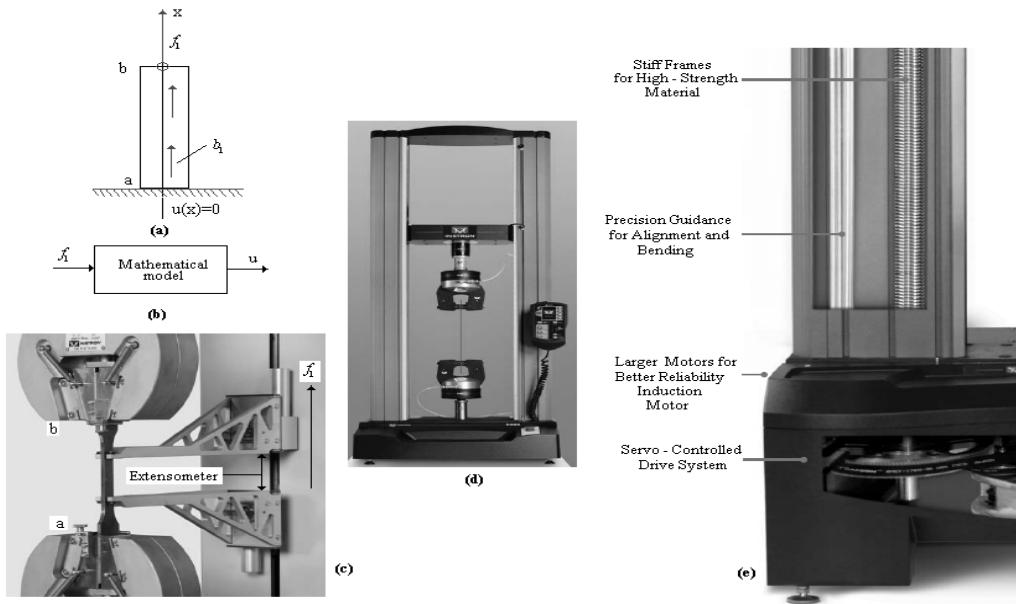 x
f₁
b
b₁
a
u(x)=0
(a)
f₁
Mathematical
model
u
(b)
f₁
b
Extensometer
a
(c)
(d)
Stiff Frames
for High - Strength
Material
Precision Guidance
for Alignment and
Bending
Larger Motors for
Better Reliability
Induction
Motor
Servo - Controlled
Drive System
(e)